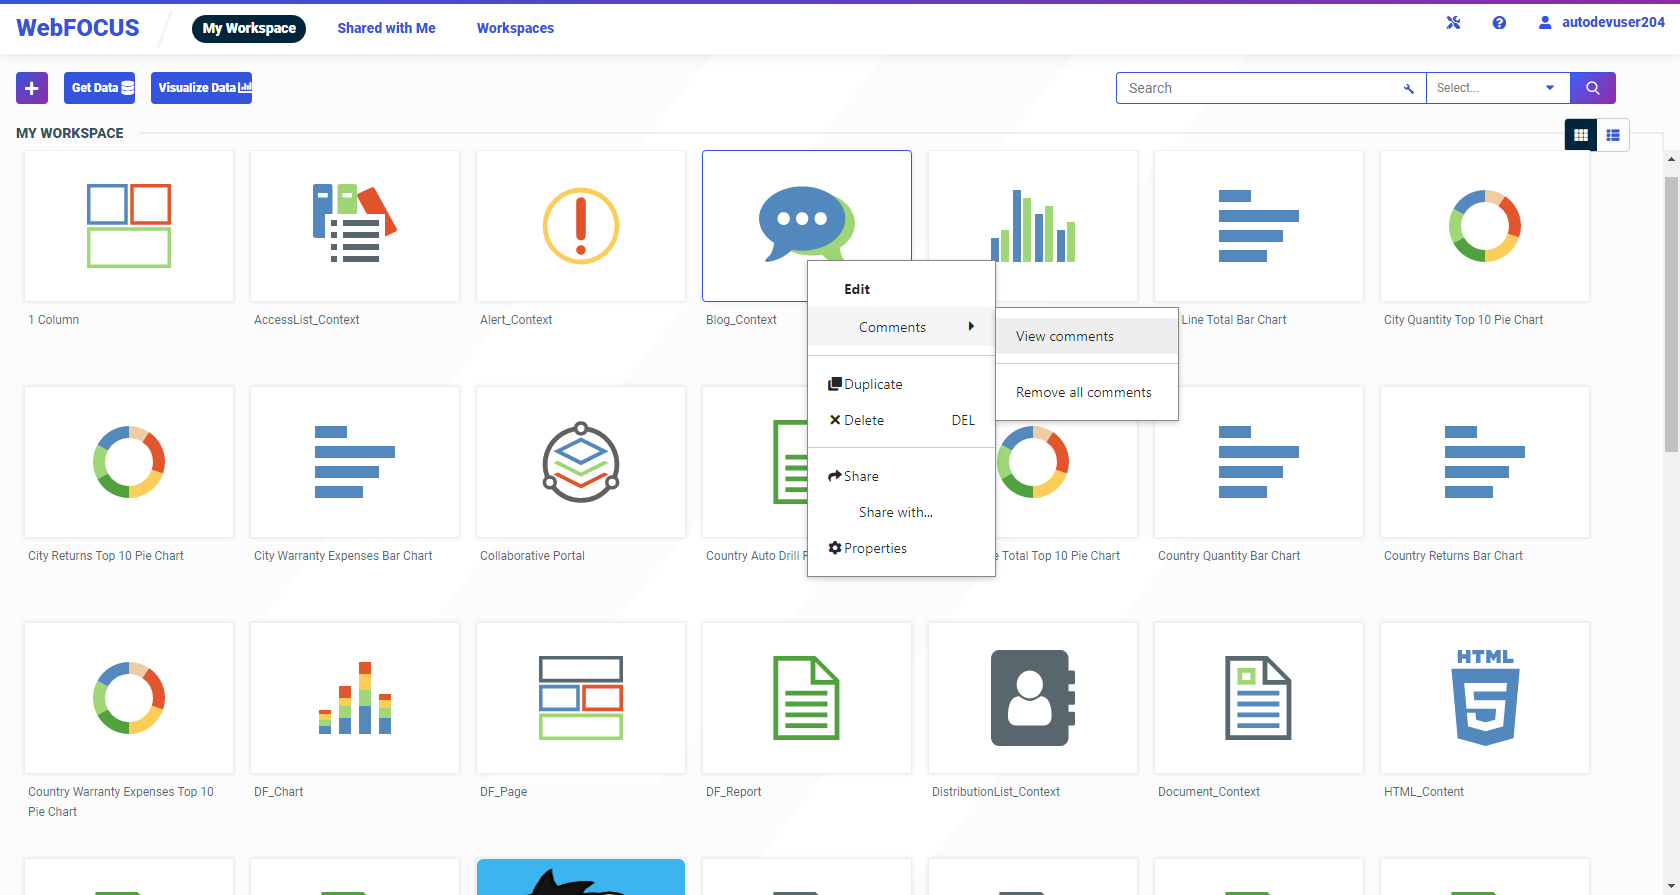 WebFOCUS
My Workspace
Shared with Me
Workspaces
autodevuser204
Get Data
Visualize Data
Search
Select...
MY WORKSPACE
1 Column
AccessList_Context
Alert_Context
Blog_Context
Line Total Bar Chart
City Quantity Top 10 Pie Chart
Edit
Comments
View comments
Remove all comments
Duplicate
Delete DEL
Share
Share with...
Properties
City Returns Top 10 Pie Chart
City Warranty Expenses Bar Chart
Collaborative Portal
Country Auto Drill
Total Top 10 Pie Chart
Country Quantity Bar Chart
Country Returns Bar Chart
HTML
5
Country Warranty Expenses Top 10
Pie Chart
DF_Chart
DF_Page
DF_Report
DistributionList_Context
Document_Context
HTML_Content